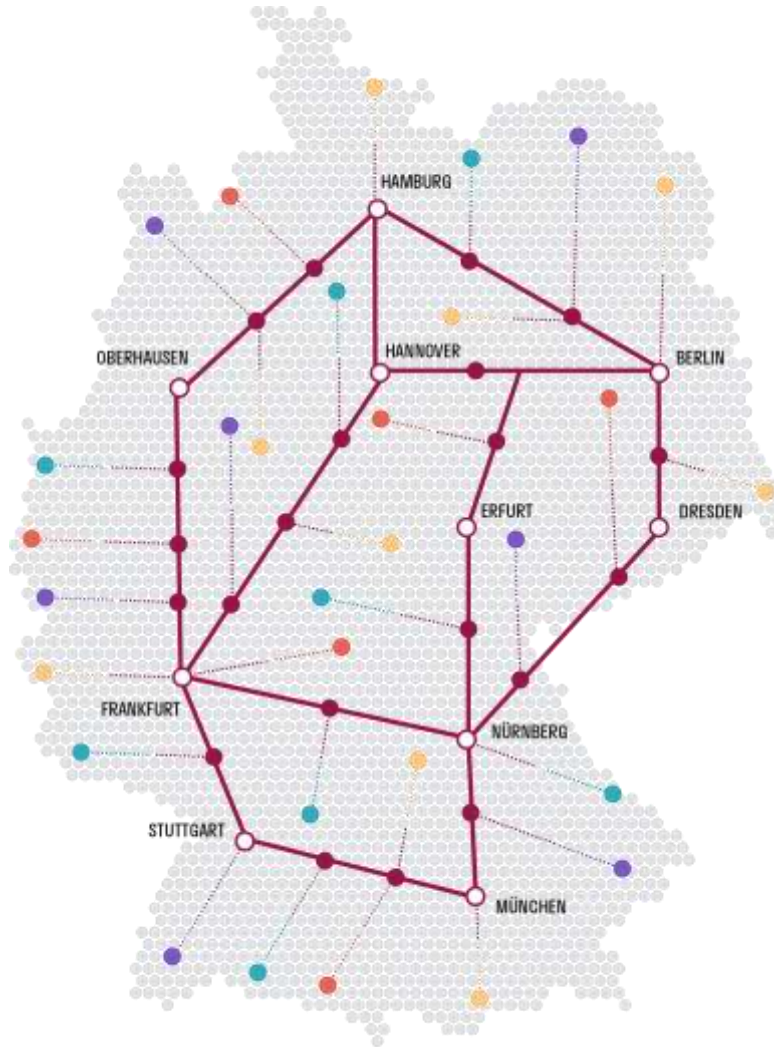 HAMBURG
OBERHAUSEN
HANNOVER
BERLIN
ERFURT
DRESDEN
FRANKFURT
NÜRNBERG
STUTTGART
MÜNCHEN